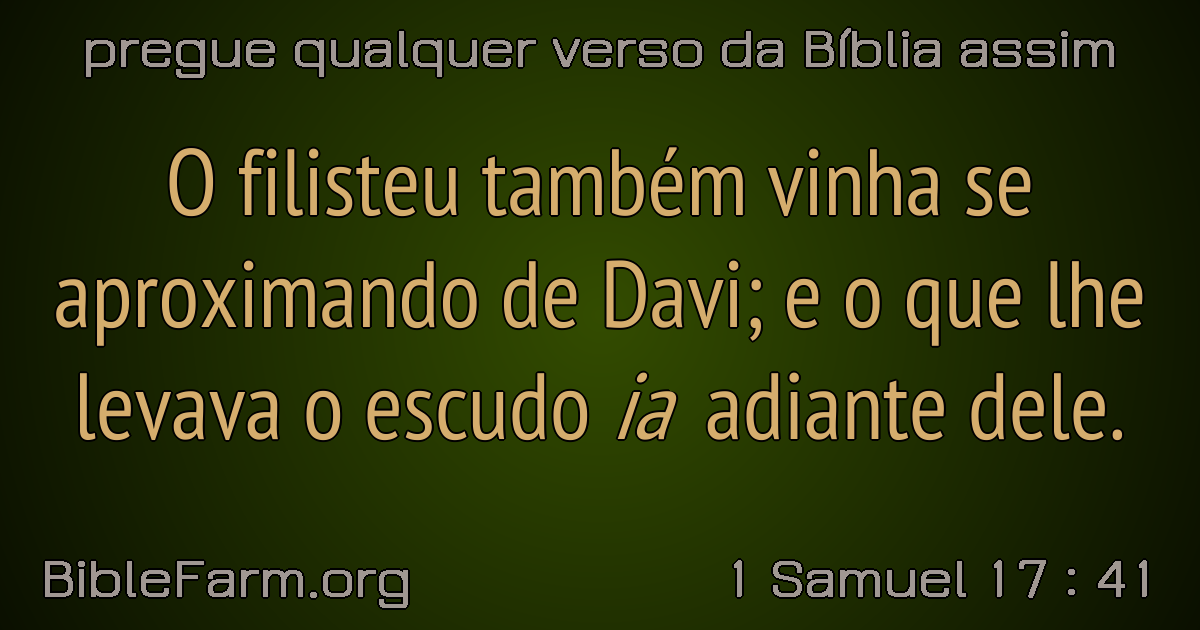 pregue qualquer verso da Bíblia assim
O filisteu também vinha se
aproximando de Davi; e o que lhe
levava o escudo ia adiante dele.
BibleFarm.org
1 Samuel 17 : 41